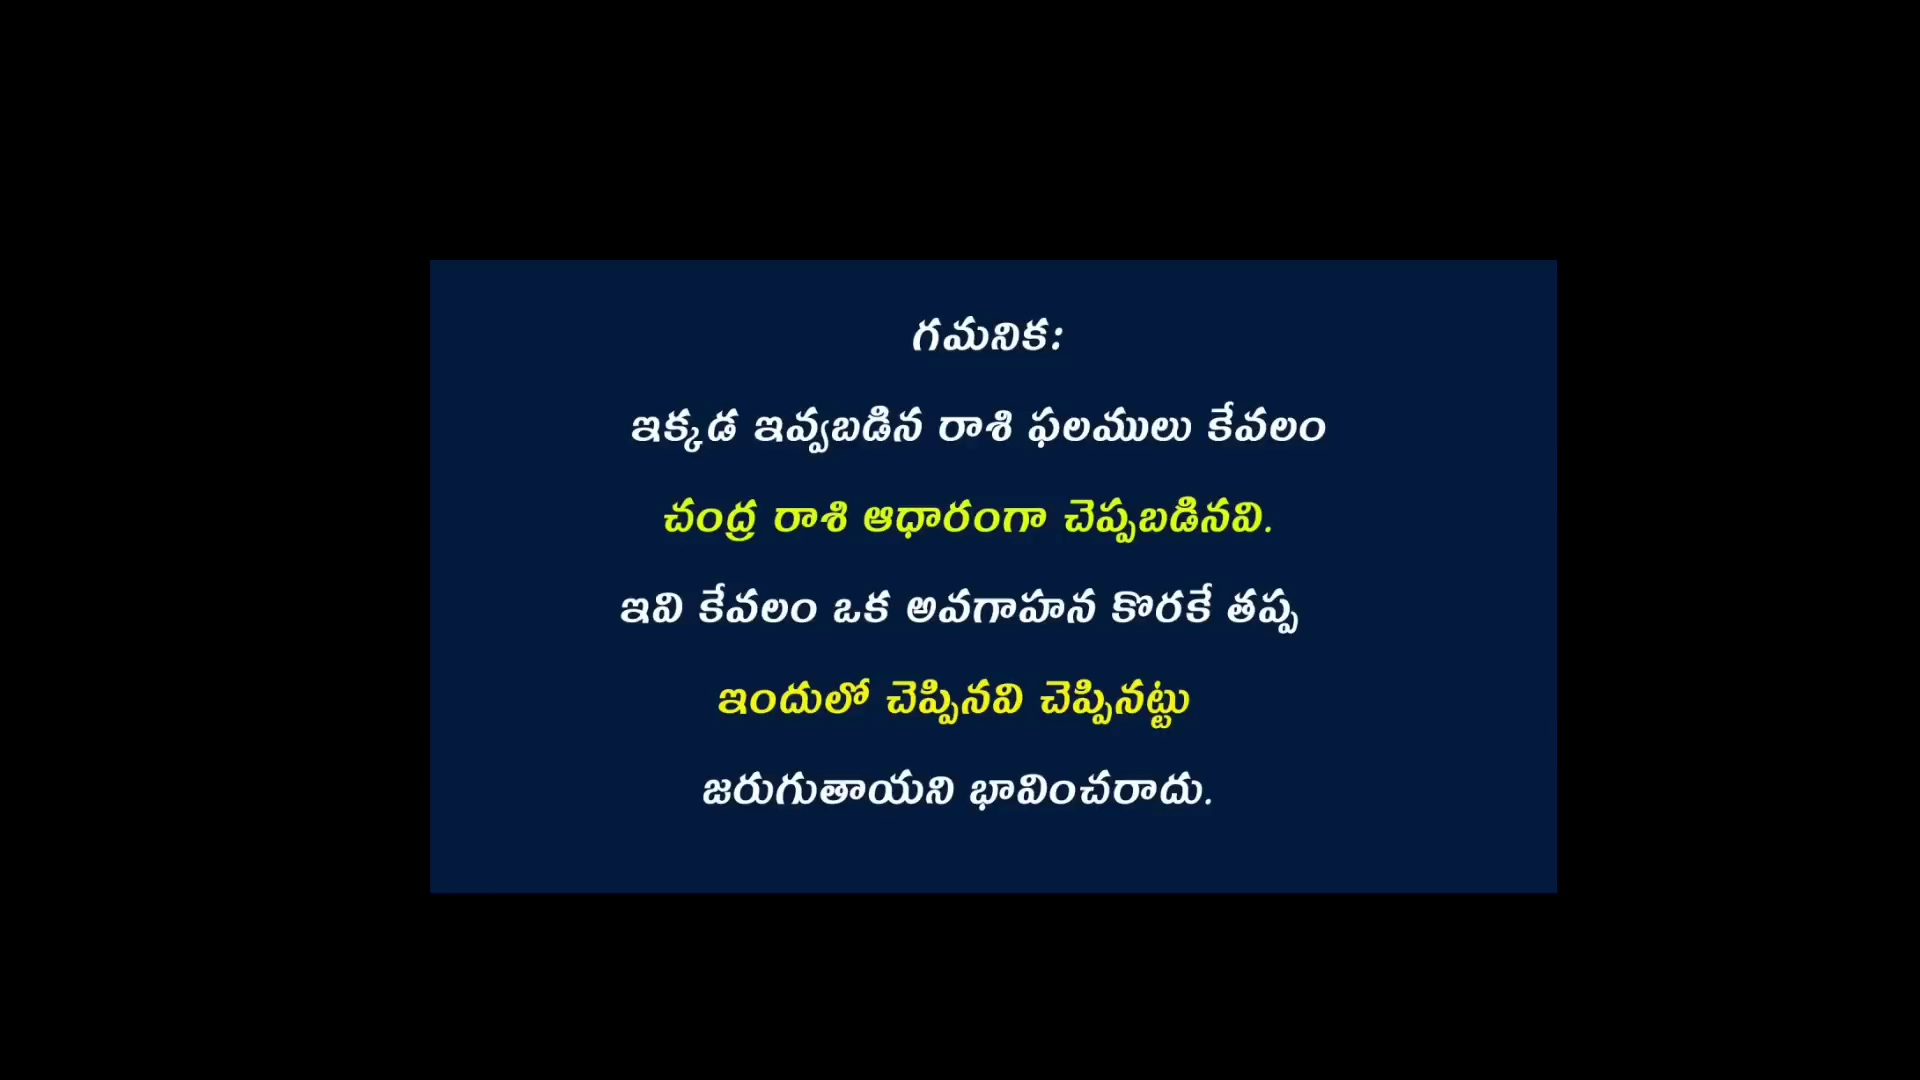 గమనిక:
ఇక్కడ ఇవ్వబడిన రాశి ఫలములు కేవలం
చంద్ర రాశి ఆధారంగా చెప్పబడినవి.
ఇవి కేవలం ఒక అవగాహన కొరకే తప్ప
ఇందులో చెప్పినవి చెప్పినట్టు
జరుగుతాయని భావించరాదు.